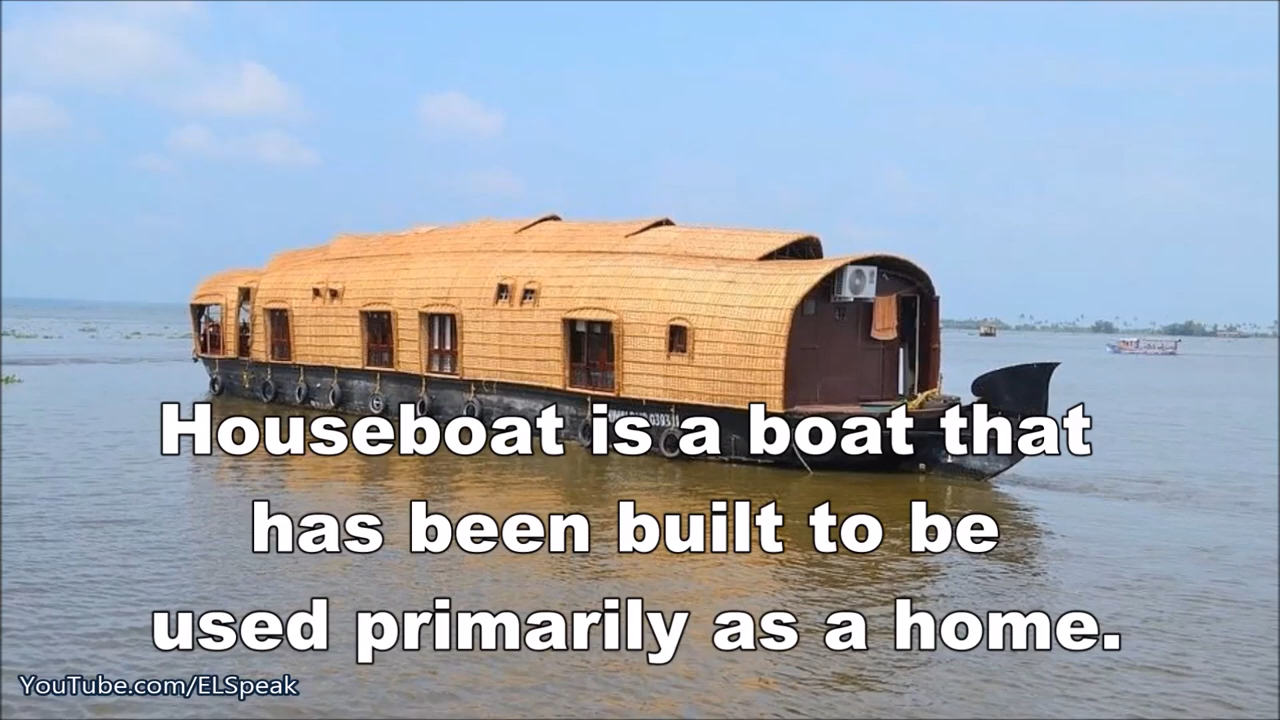 Houseboat is a boat that
has been built to be
used primarily as a home.
YouTube.com/ELSpeak